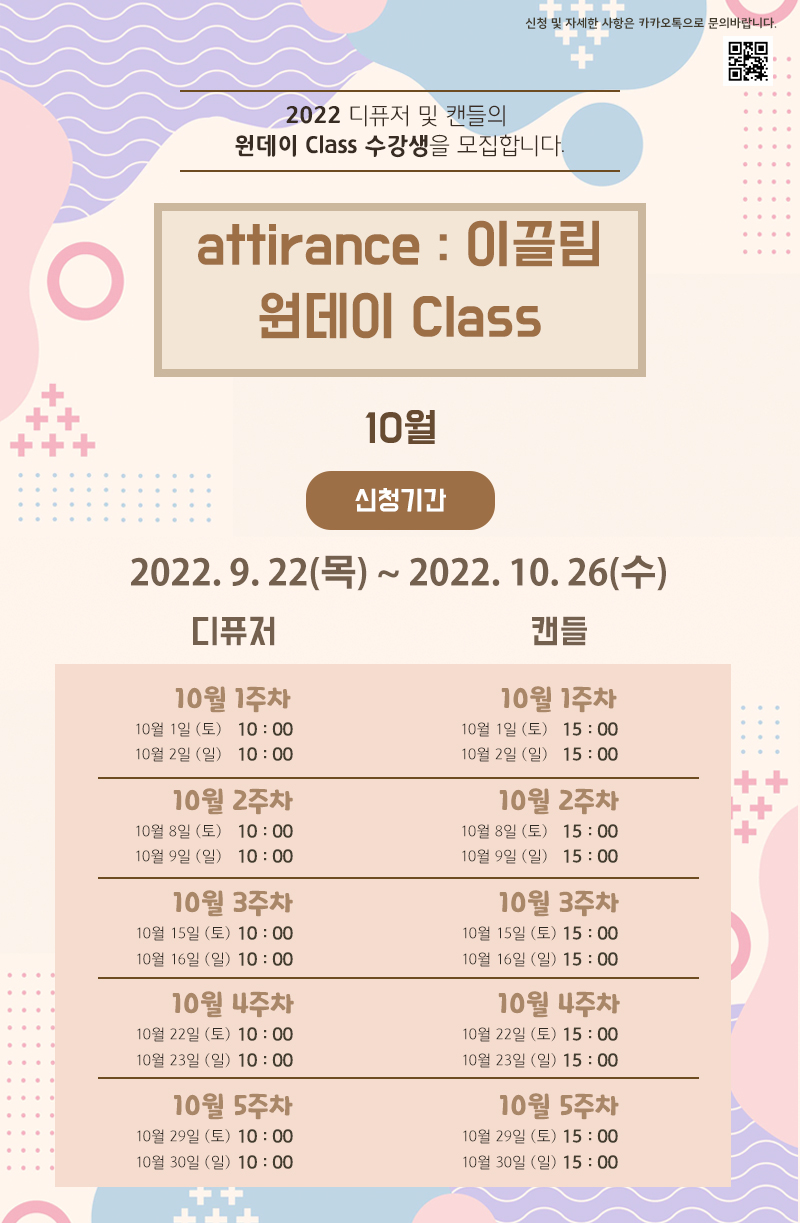 신청 및 자세한 사항은 카카오톡으로 문의바랍니다.
2022 디퓨저 및 캔들의
원데이 Class 수강생을 모집합니다.
attirance : 이끌림
원데이 Class
10월
신청기간
2022. 9. 22(목) ~ 2022. 10. 26(수)
디퓨저
10월 1주차
10월 1일 (토) 10 : 00
10월 2일 (일) 10 : 00
10월 2주차
10월 8일 (토) 10 : 00
10월 9일 (일) 10 : 00
10월 3주차
10월 15일 (토) 10 : 00
10월 16일 (일) 10 : 00
10월 4주차
10월 22일 (토) 10 : 00
10월 23일 (일) 10 : 00
10월 5주차
10월 29일 (토) 10 : 00
10월 30일 (일) 10 : 00
캔들
10월 1주차
10월 1일 (토) 15 : 00
10월 2일 (일) 15 : 00
10월 2주차
10월 8일 (토) 15 : 00
10월 9일 (일) 15 : 00
10월 3주차
10월 15일 (토) 15 : 00
10월 16일 (일) 15 : 00
10월 4주차
10월 22일 (토) 15 : 00
10월 23일 (일) 15 : 00
10월 5주차
10월 29일 (토) 15 : 00
10월 30일 (일) 15 : 00